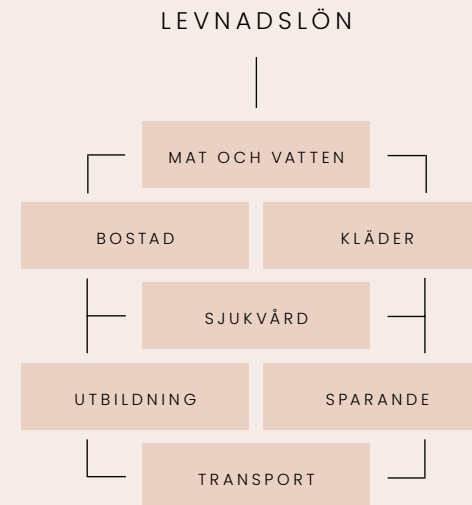 LEVNADSLÖN
MAT OCH VATTEN
BOSTAD
KLÄDER
SJUKVÅRD
UTBILDNING
SPARANDE
TRANSPORT